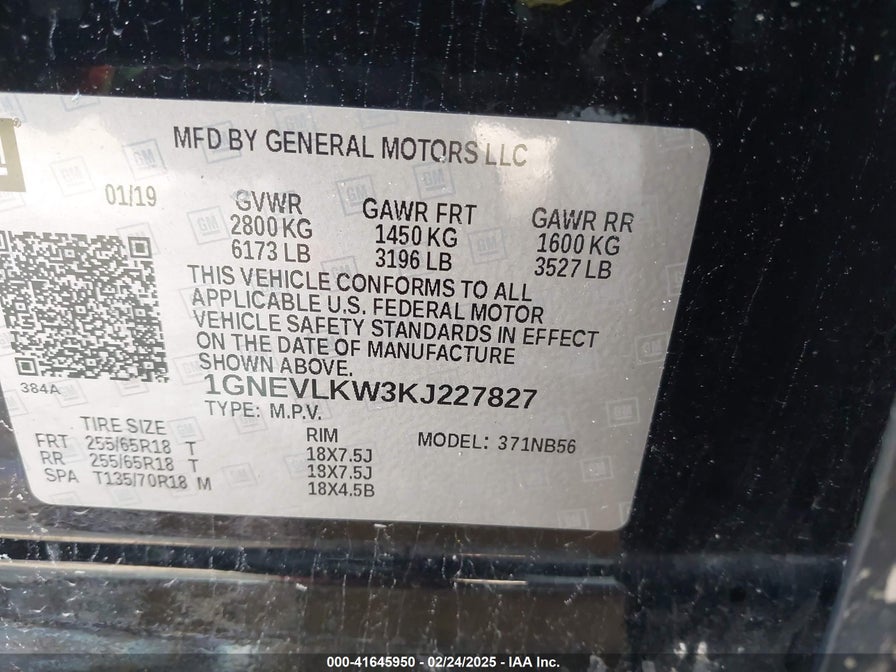 MFD BY GENERAL MOTORS LLC
01/19
GVWR GAWR FRT GAWR RR
2800 KG 1450 KG 1600 KG
6173 LB 3196 LB 3527 LB
THIS VEHICLE CONFORMS TO ALL
APPLICABLE U.S. FEDERAL MOTOR
VEHICLE SAFETY STANDARDS IN EFFECT
ON THE DATE OF MANUFACTURE
SHOWN ABOVE.
384A
1GNEVLKW3KJ227827
TYPE: M.P.V.
MODEL: 371NB56
TIRE SIZE RIM
FRT 255/65R18 T 18X7.5J
RR 255/65R18 T 18X7.5J
SPA T135/70R18 M 18X4.5B
000-41645950 - 02/24/2025 - IAA Inc.